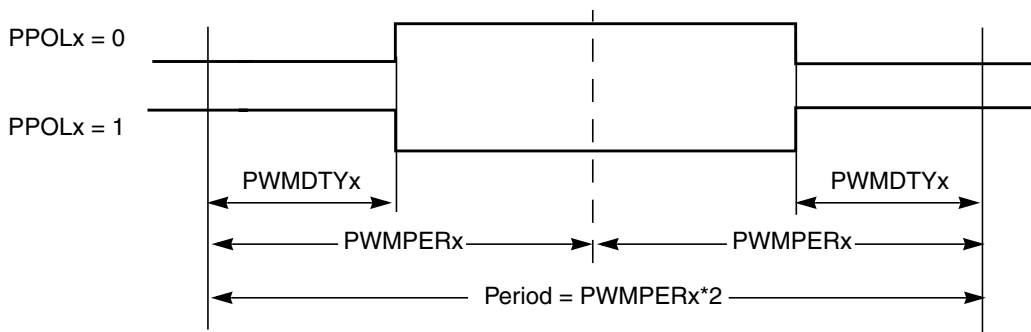 PPOLx = 0
PPOLx = 1
PWMDTYx
PWMDTYx
PWMPERx
PWMPERx
Period = PWMPERx*2